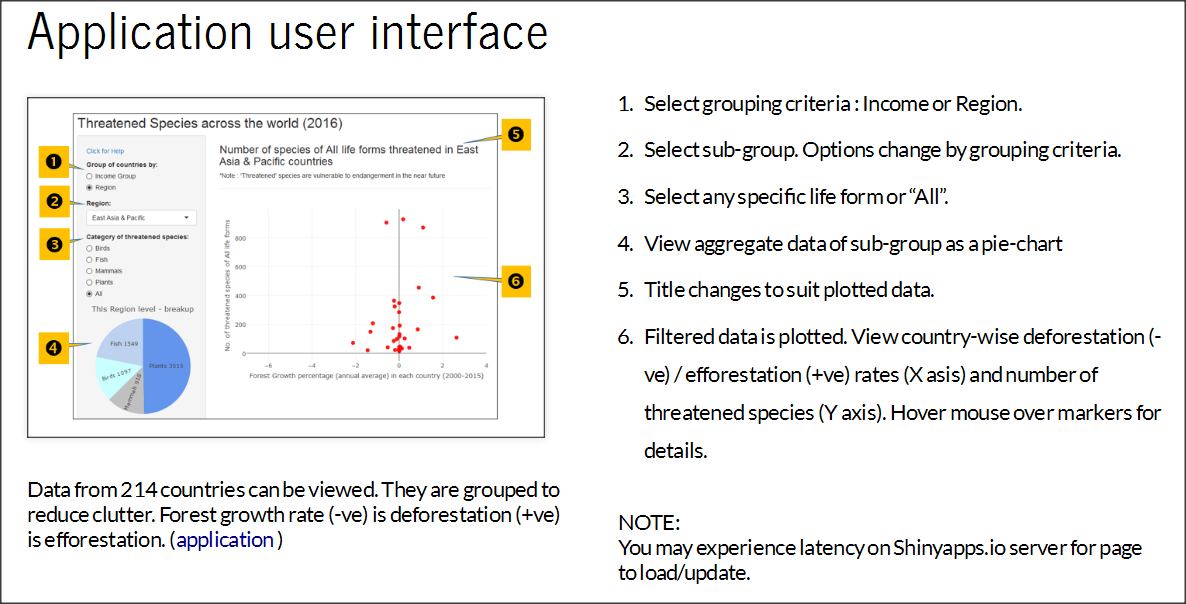 Application user interface
Threatened Species across the world (2016)
Click for Help
Group of countries by:
Income Group
Region
Region:
East Asia & Pacific
Category of threatened species:
Birds
Fish
Mammals
Plants
All
This Region level - breakup
Fish 1549
Plants 3015
Birds 1097
Mammals 910
Number of species of All life forms threatened in East
Asia & Pacific countries
*Note : 'Threatened' species are vulnerable to endangerment in the near future
No. of threatened species of All life forms
800
600
400
200
0
−6
−4
−2
0
2
4
Forest Growth percentage (annual average) in each country (2000-2015)
1
2
3
4
5
6
Data from 214 countries can be viewed. They are grouped to
reduce clutter. Forest growth rate (-ve) is deforestation (+ve)
is efforestation. (application )
1. Select grouping criteria : Income or Region.
2. Select sub-group. Options change by grouping criteria.
3. Select any specific life form or “All”.
4. View aggregate data of sub-group as a pie-chart
5. Title changes to suit plotted data.
6. Filtered data is plotted. View country-wise deforestation (-
ve) / efforestation (+ve) rates (X asis) and number of
threatened species (Y axis). Hover mouse over markers for
details.
NOTE:
You may experience latency on Shinyapps.io server for page
to load/update.